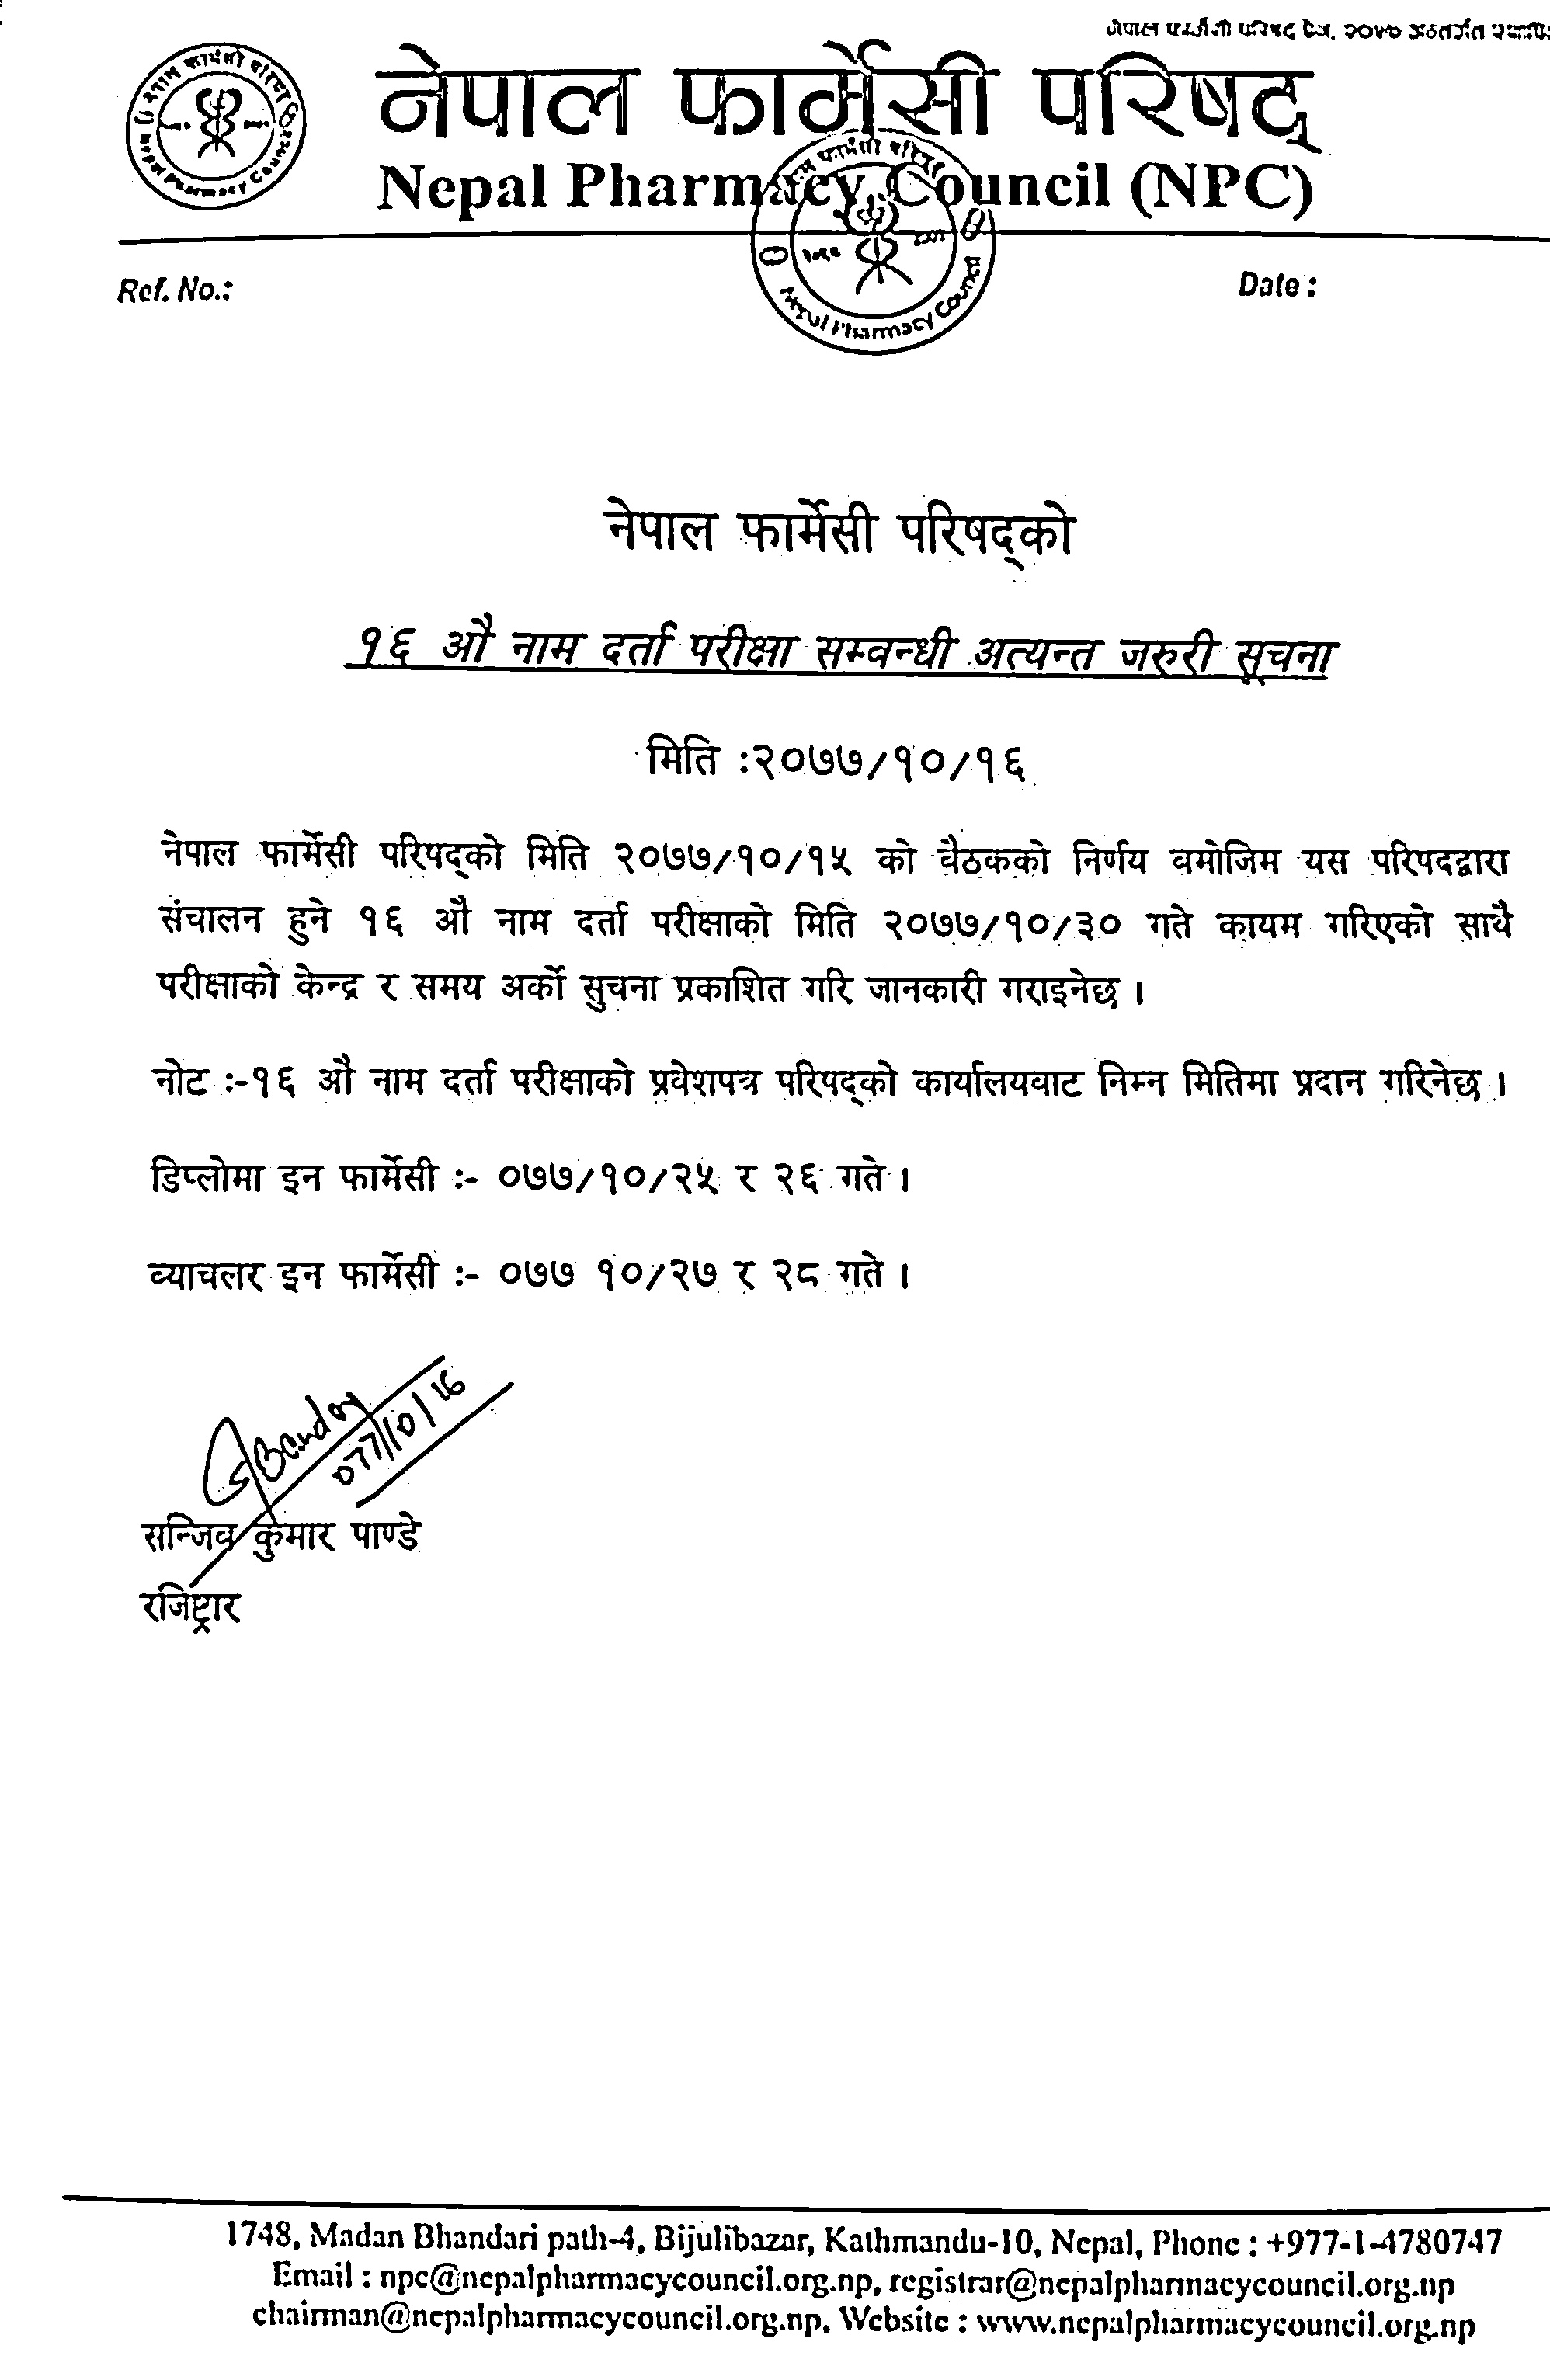 नेपाल फार्मेसी परिषद ऐन, २०५७ अन्तर्गत
नेपाल फार्मेसी परिषद्
Nepal Pharmacy Council (NPC)
Ref. No.:
Date :
नेपाल फार्मेसी परिषद्को
१६ औ नाम दर्ता परीक्षा सम्बन्धी अत्यन्त जरुरी सूचना
मिति :२०७७/१०/१६
नेपाल फार्मेसी परिषद्को मिति २०७७/१०/१५ को बैठकको निर्णय बमोजिम यस परिषदद्वारा
संचालन हुने १६ औ नाम दर्ता परीक्षाको मिति २०७७/१०/३० गते कायम गरिएको साथै
परीक्षाको केन्द्र र समय अर्को सुचना प्रकाशित गरि जानकारी गराइनेछ ।
नोट :-१६ औ नाम दर्ता परीक्षाको प्रवेशपत्र परिषद्को कार्यालयबाट निम्न मितिमा प्रदान गरिनेछ ।
डिप्लोमा इन फार्मेसी :- ०७७/१०/२५ र २६ गते ।
ब्याचलर इन फार्मेसी :- ०७७ १०/२७ र २८ गते ।
077/10/16
सन्जिव कुमार पाण्डे
रजिष्ट्रार
1748, Madan Bhandari path-4, Bijulibazar, Kathmandu-10, Nepal, Phone : +977-1-4780747
Email : npc@nepalpharmacycouncil.org.np, registrar@nepalpharmacycouncil.org.np
chairman@nepalpharmacycouncil.org.np, Website : www.nepalpharmacycouncil.org.np